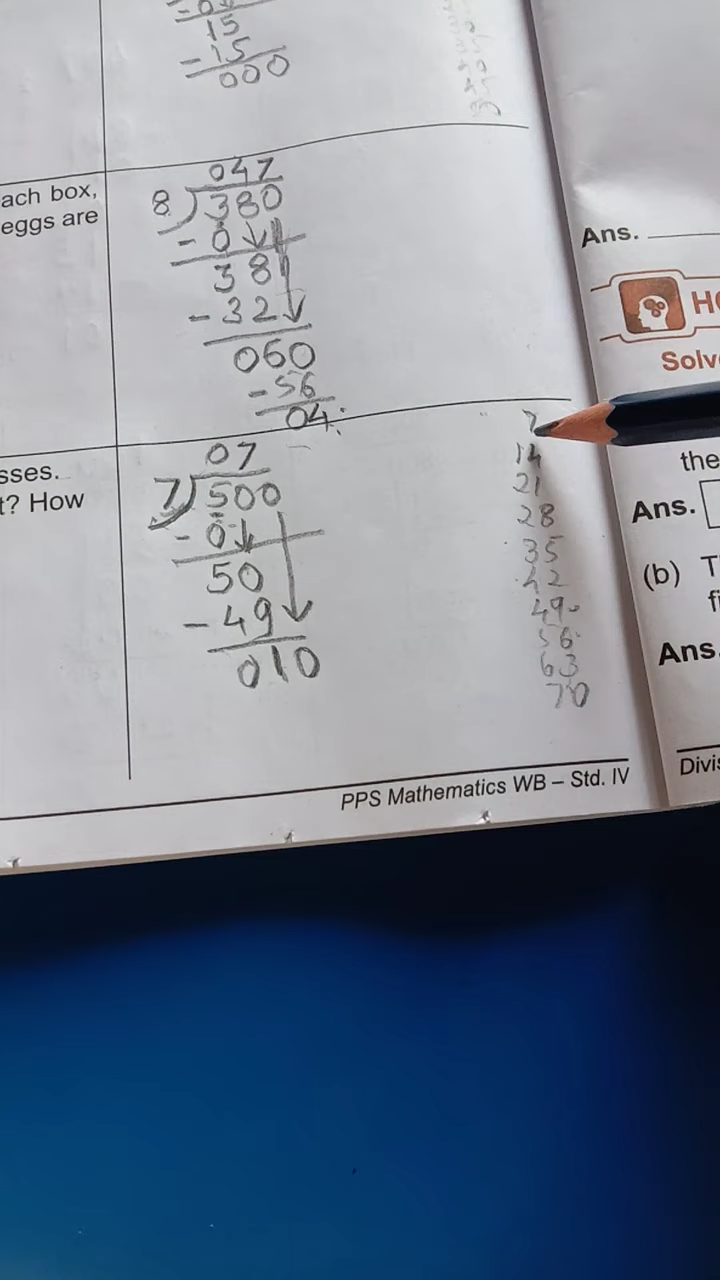 15
- 15
000
ach box,
eggs are
047
8 ) 380
- 0
38
- 32
060
- 56
04
sses.
t? How
07
7 ) 500
- 0
50
- 49
010
7
14
21
28
35
42
49
56
63
70
PPS Mathematics WB – Std. IV
Ans.
H
Solv
the
Ans.
(b) T
fi
Ans.
Divis